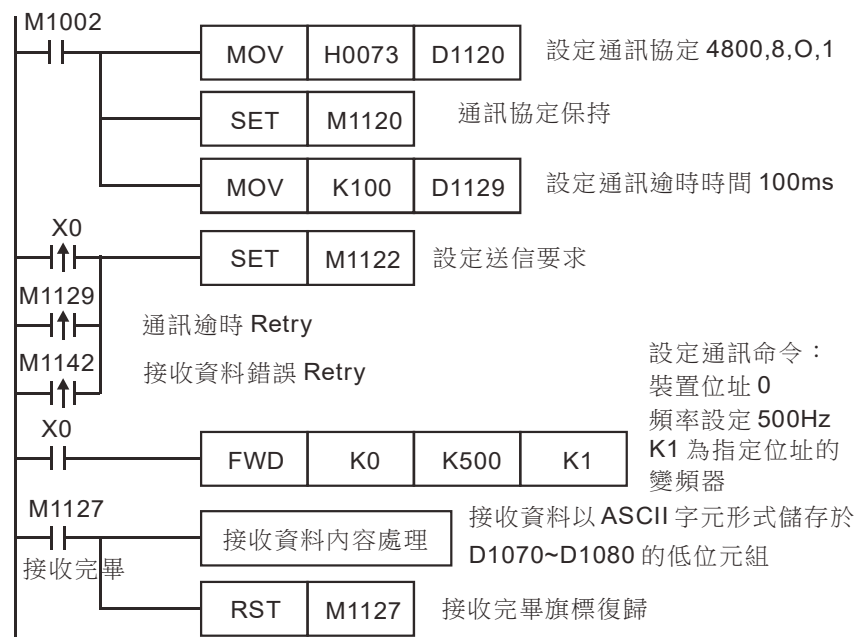 M1002
MOV H0073 D1120 設定通訊協定 4800,8,O,1
SET M1120 通訊協定保持
MOV K100 D1129 設定通訊逾時時間 100ms
X0
SET M1122 設定送信要求
M1129
通訊逾時 Retry
M1142
接收資料錯誤 Retry
設定通訊命令：
裝置位址 0
頻率設定 500Hz
K1 為指定位址的
變頻器
X0
FWD K0 K500 K1
M1127
接收完畢
接收資料內容處理
接收資料以 ASCII 字元形式儲存於
D1070~D1080 的低位元組
RST M1127 接收完畢旗標復歸